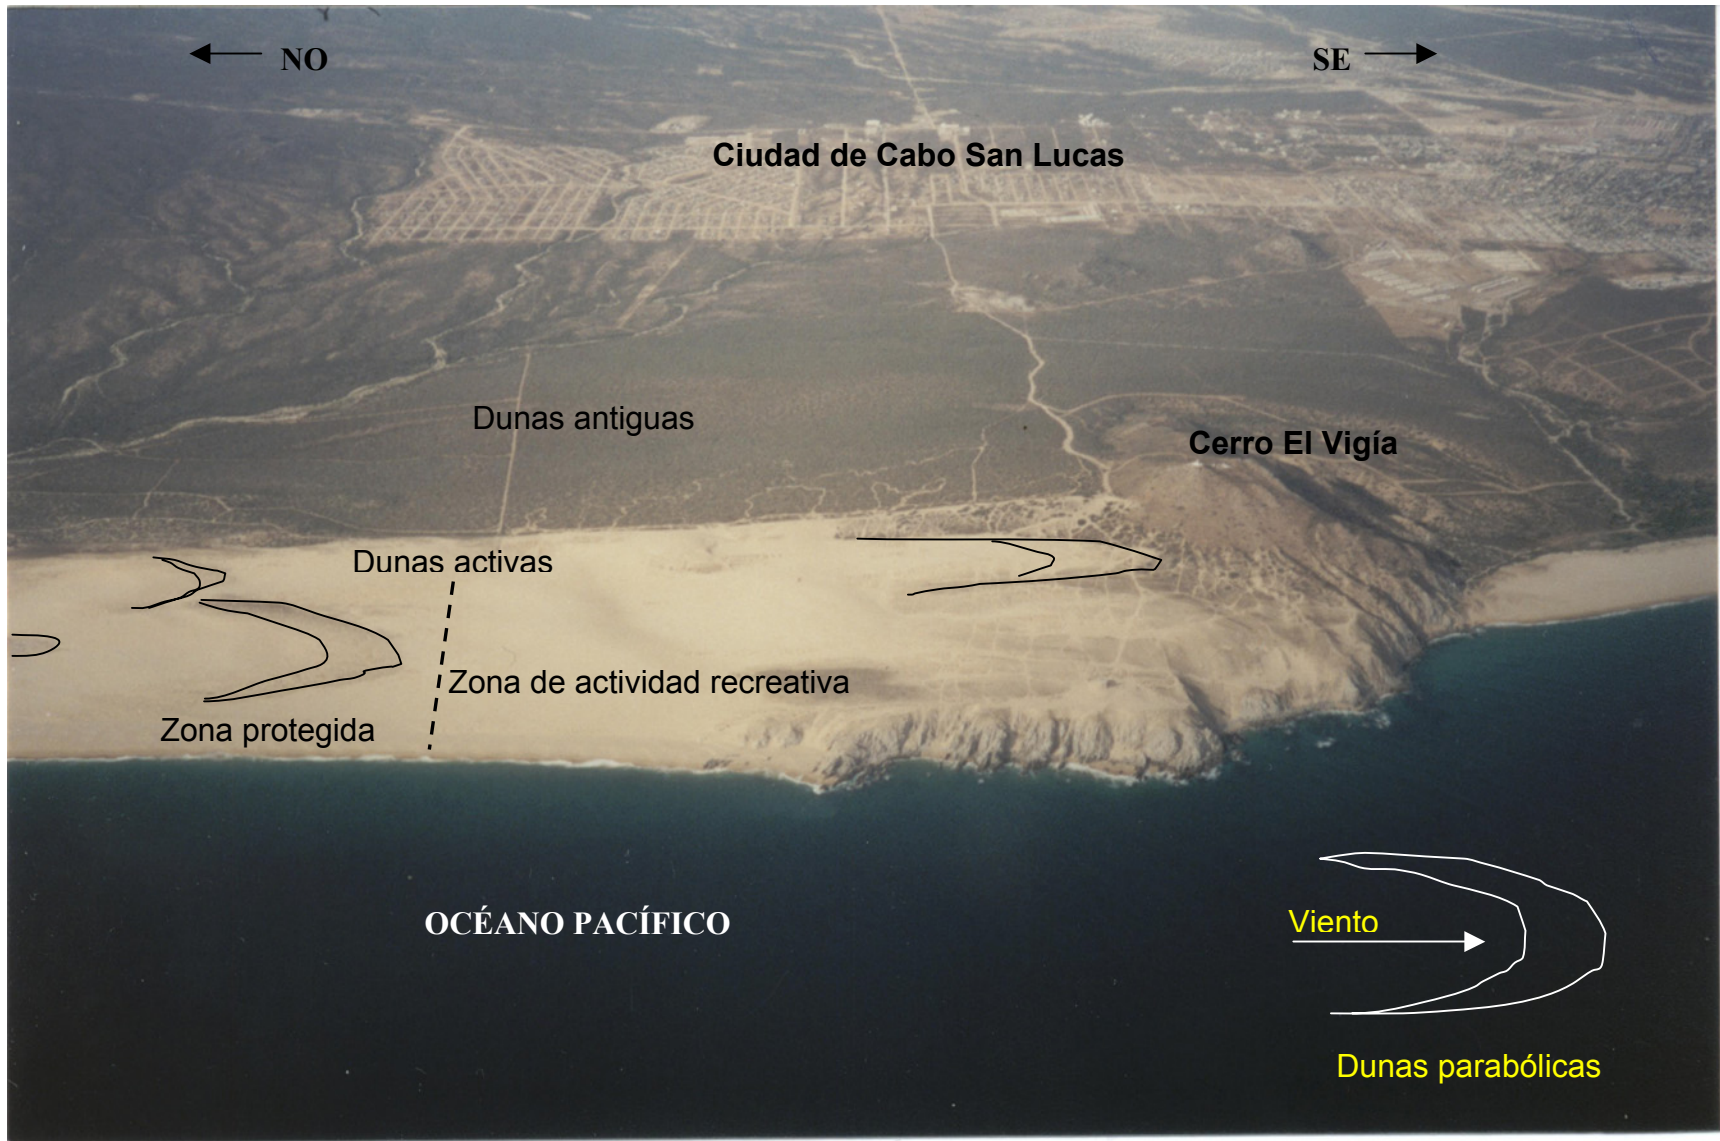 NO
SE
Ciudad de Cabo San Lucas
Dunas antiguas
Cerro El Vigía
Dunas activas
Zona de actividad recreativa
Zona protegida
OCÉANO PACÍFICO
Viento
Dunas parabólicas